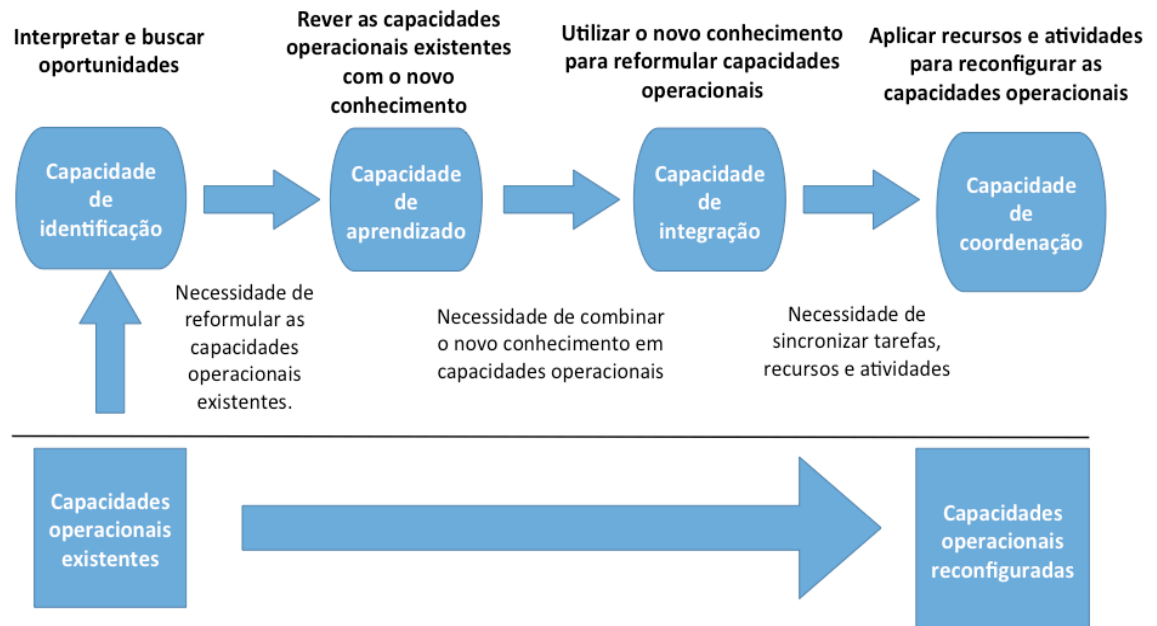 Interpretar e buscar
oportunidades
Rever as capacidades
operacionais existentes
com o novo
conhecimento
Utilizar o novo conhecimento
para reformular capacidades
operacionais
Aplicar recursos e atividades
para reconfigurar as
capacidades operacionais
Capacidade
de
identificação
Capacidade
de
aprendizado
Capacidade
de
integração
Capacidade
de
coordenação
Necessidade de
reformular as
capacidades
operacionais
existentes.
Necessidade de combinar
o novo conhecimento em
capacidades operacionais
Necessidade de
sincronizar tarefas,
recursos e atividades
Capacidades
operacionais
existentes
Capacidades
operacionais
reconfiguradas